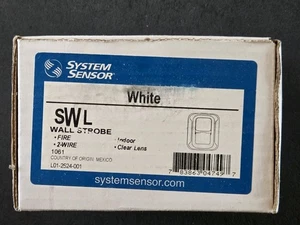 SYSTEM
SENSOR®
White
SWL
WALL STROBE
• FIRE
• Indoor
• 2-WIRE
• Clear Lens
1061
COUNTRY OF ORIGIN: MEXICO
L01-2524-001
systemsensor.com